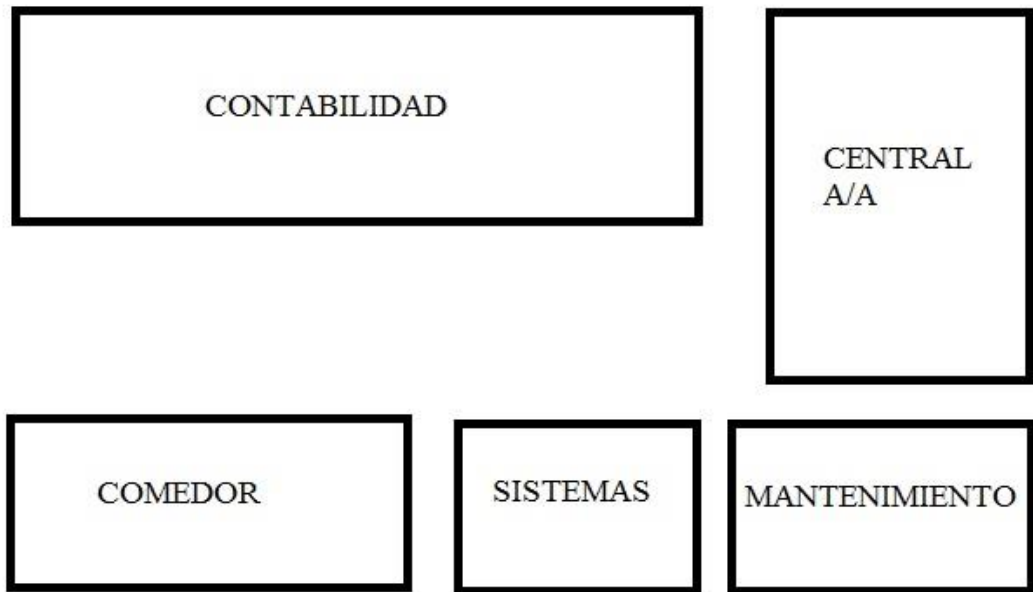 CONTABILIDAD
CENTRAL
A/A
COMEDOR
SISTEMAS
MANTENIMIENTO